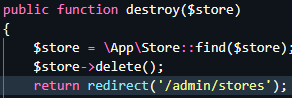 public function destroy($store)
{
    $store = \App\Store::find($store);
    $store->delete();
    return redirect('/admin/stores');